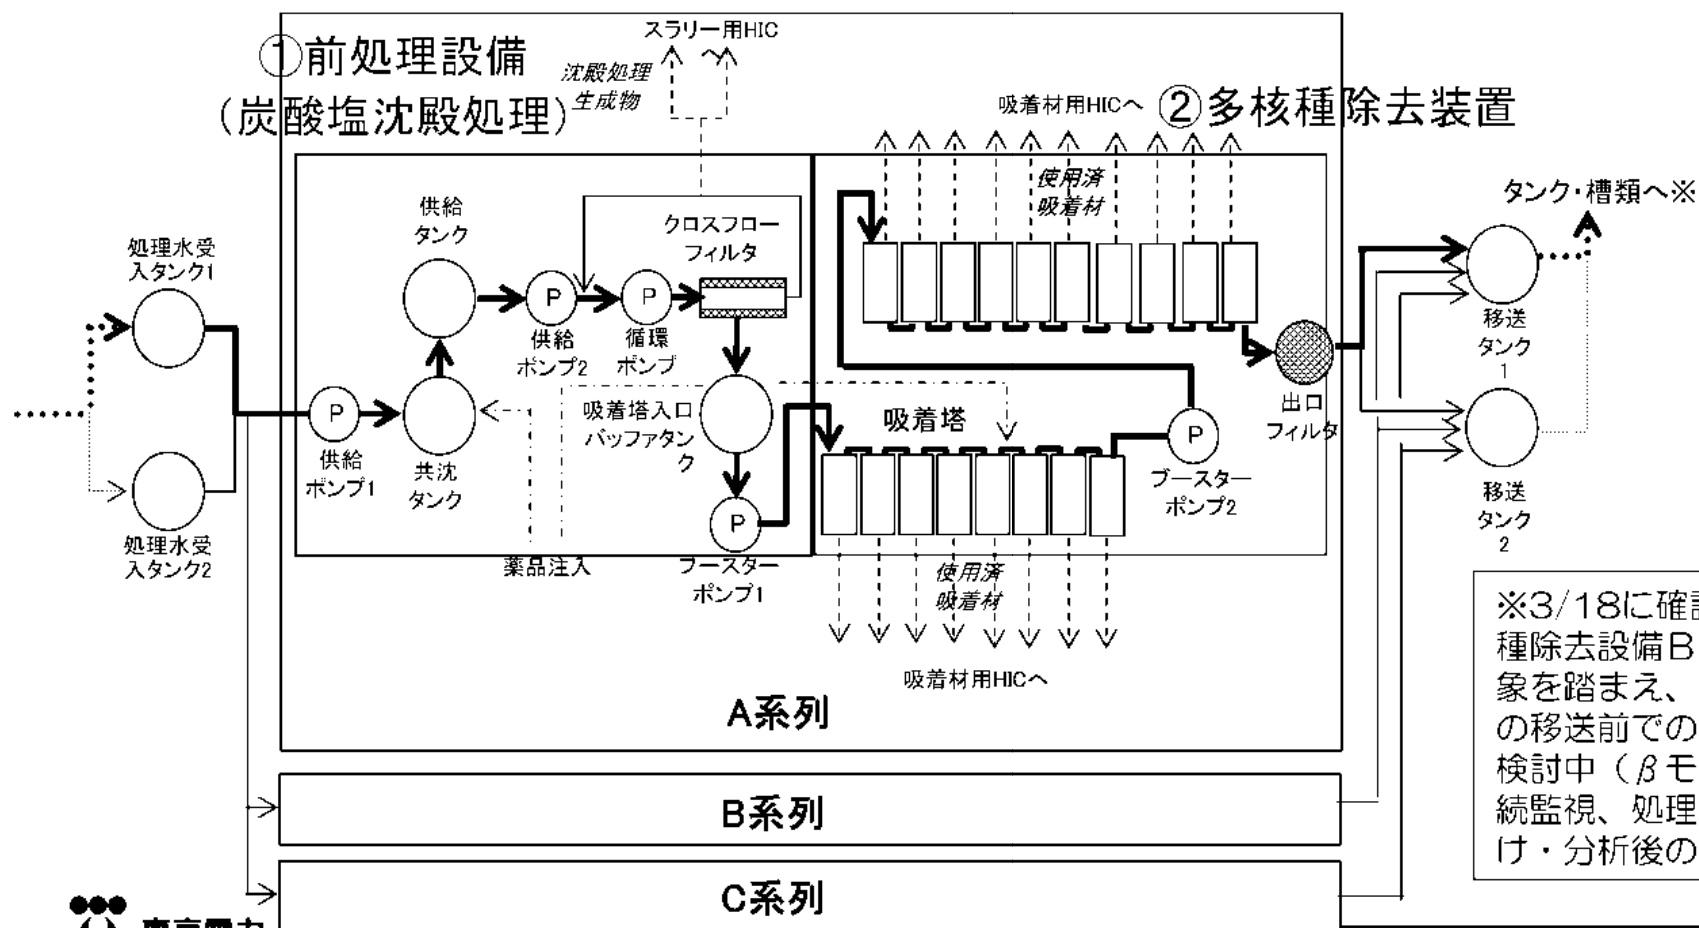 スラリー用HIC
へ
①前処理設備
(炭酸塩沈殿処理)
沈殿処理
生成物
吸着材用HICへ
②多核種除去装置
使用済
吸着材
タンク・槽類へ※
供給
タンク
クロスフロー
フィルタ
処理水受
入タンク1
P
P
供給
ポンプ2
循環
ポンプ
移送
タンク
1
吸着塔入口
バッファタン
ク
吸着塔
出口
フィルタ
P
P
供給
ポンプ1
共沈
タンク
ブースター
ポンプ2
移送
タンク
2
P
処理水受
入タンク2
薬品注入
ブースター
ポンプ1
使用済
吸着材
吸着材用HICへ
A系列
B系列
C系列
※3/18に確
種除去設備B
象を踏まえ、
の移送前での
検討中(βモ
続監視、処理
け・分析後の